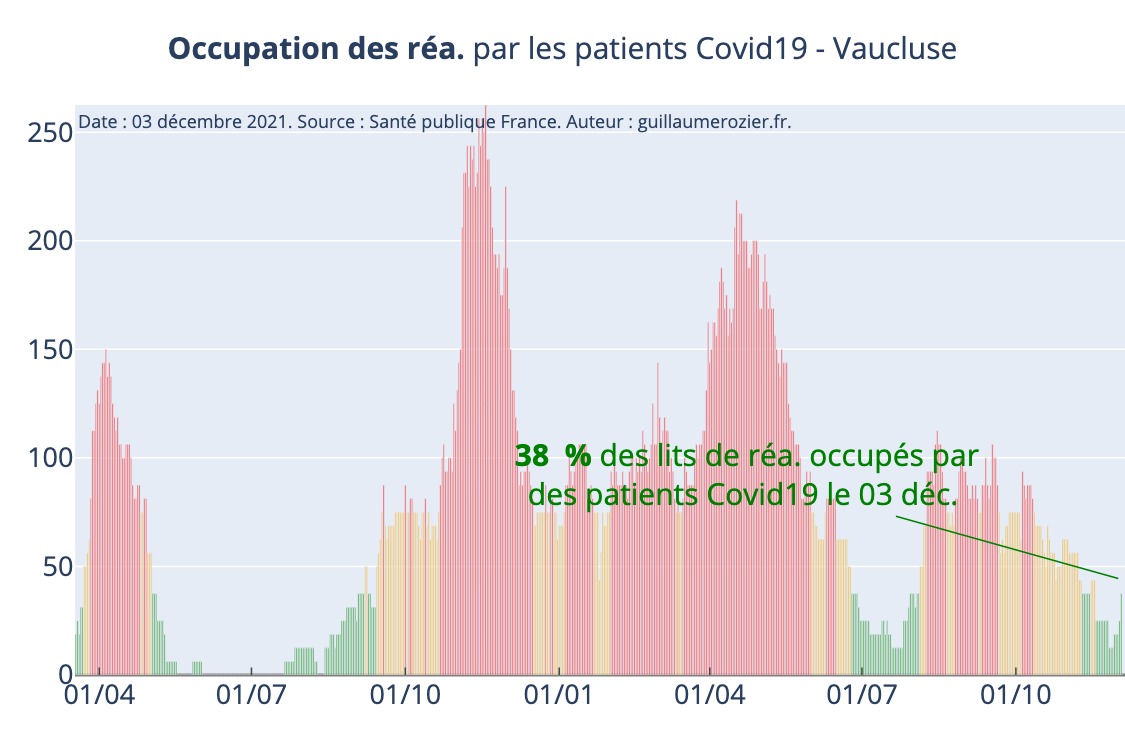 Occupation des réa. par les patients Covid19 - Vaucluse
Date : 03 décembre 2021. Source : Santé publique France. Auteur : guillaumerozier.fr.
250
200
150
100
50
0
38 % des lits de réa. occupés par
des patients Covid19 le 03 déc.
01/04 01/07 01/10 01/01 01/04 01/07 01/10